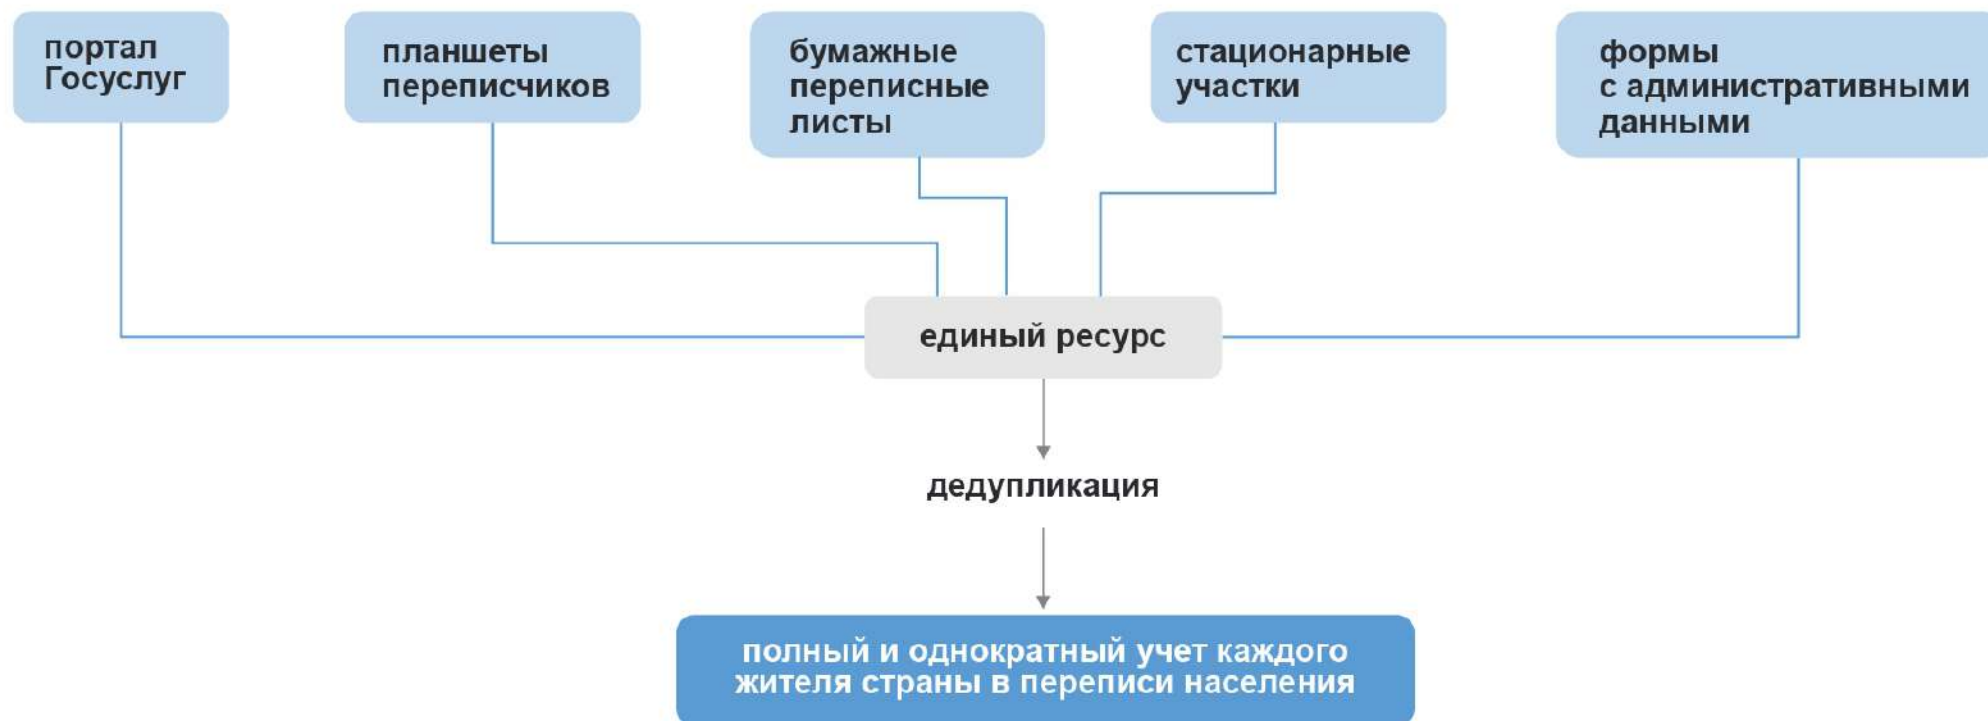 портал
Госуслуг
планшеты
переписчиков
бумажные
переписные
листы
стационарные
участки
формы
с административными
данными
единый ресурс
дедупликация
полный и однократный учет каждого
жителя страны в переписи населения